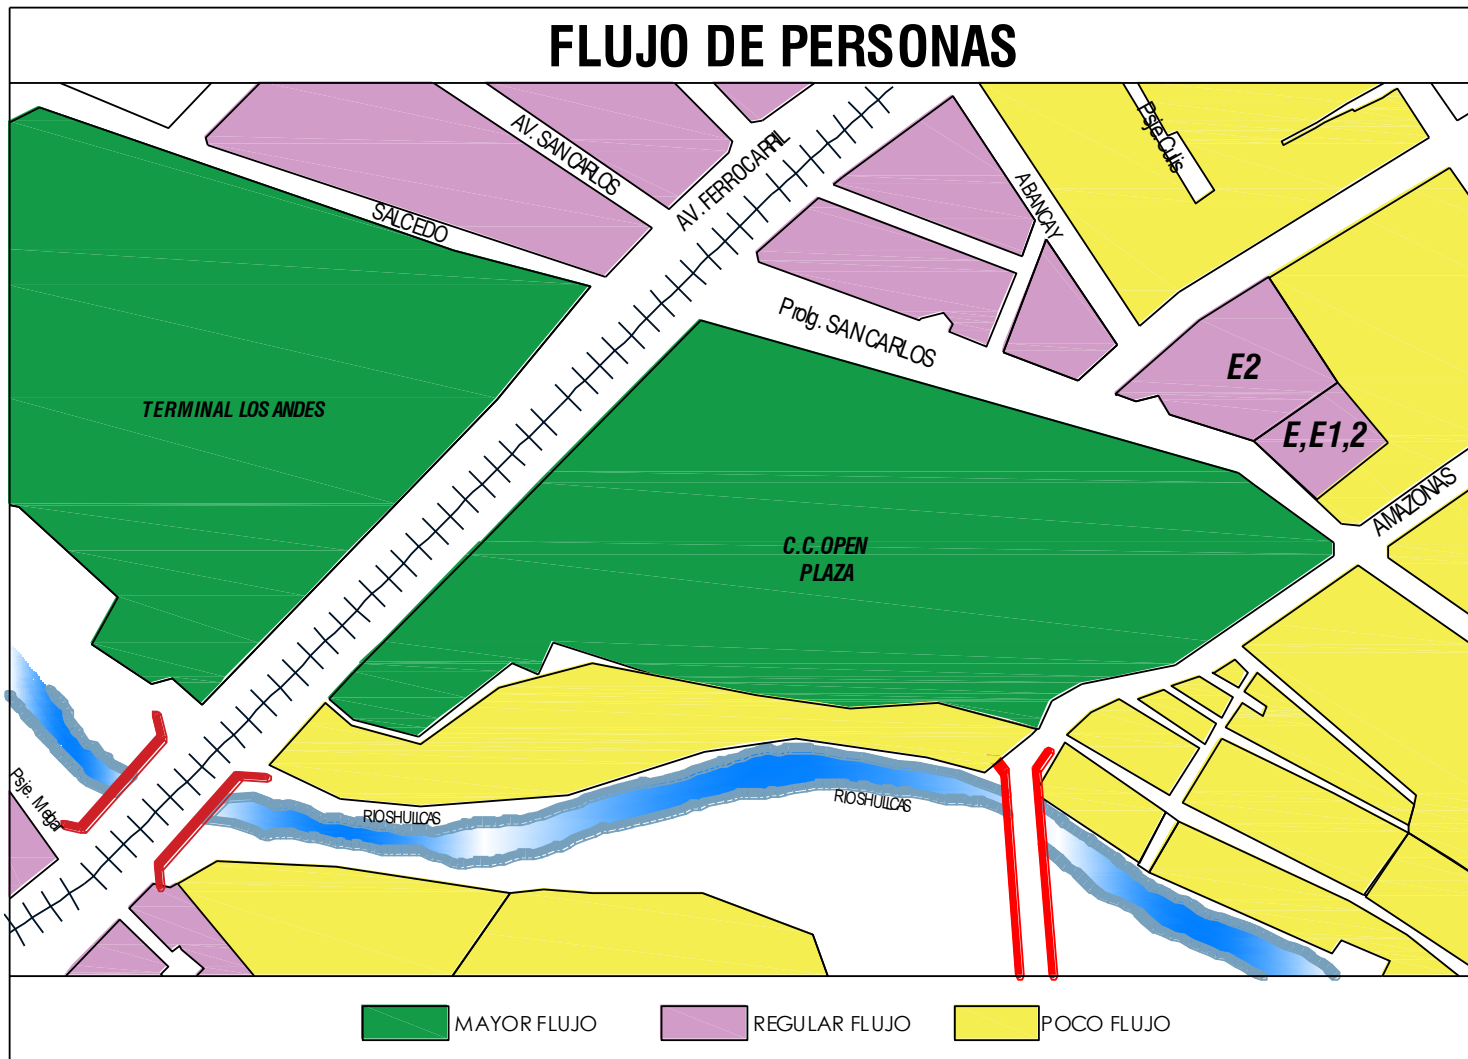 FLUJO DE PERSONAS
Psje.Culis
AV. SAN CARLOS
AV. FERROCARRIL
ABANCAY
SALCEDO
Prolg. SAN CARLOS
E2
TERMINAL LOS ANDES
E,E1,2
AMAZONAS
C.C.OPEN
PLAZA
Psje. Melgar
RIO SHULLCAS
RIO SHULLCAS
MAYOR FLUJO
REGULAR FLUJO
POCO FLUJO